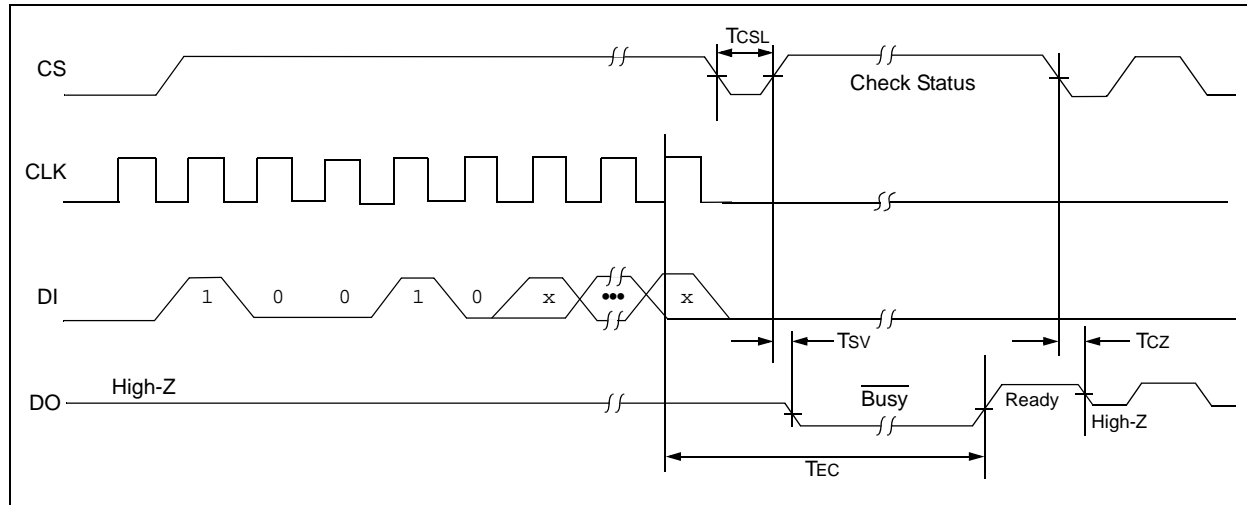 TCSL
CS
Check Status
CLK
DI
1 0 0 1 0 x ••• x
TSV
TCZ
High-Z
DO
Busy
Ready
High-Z
TEC